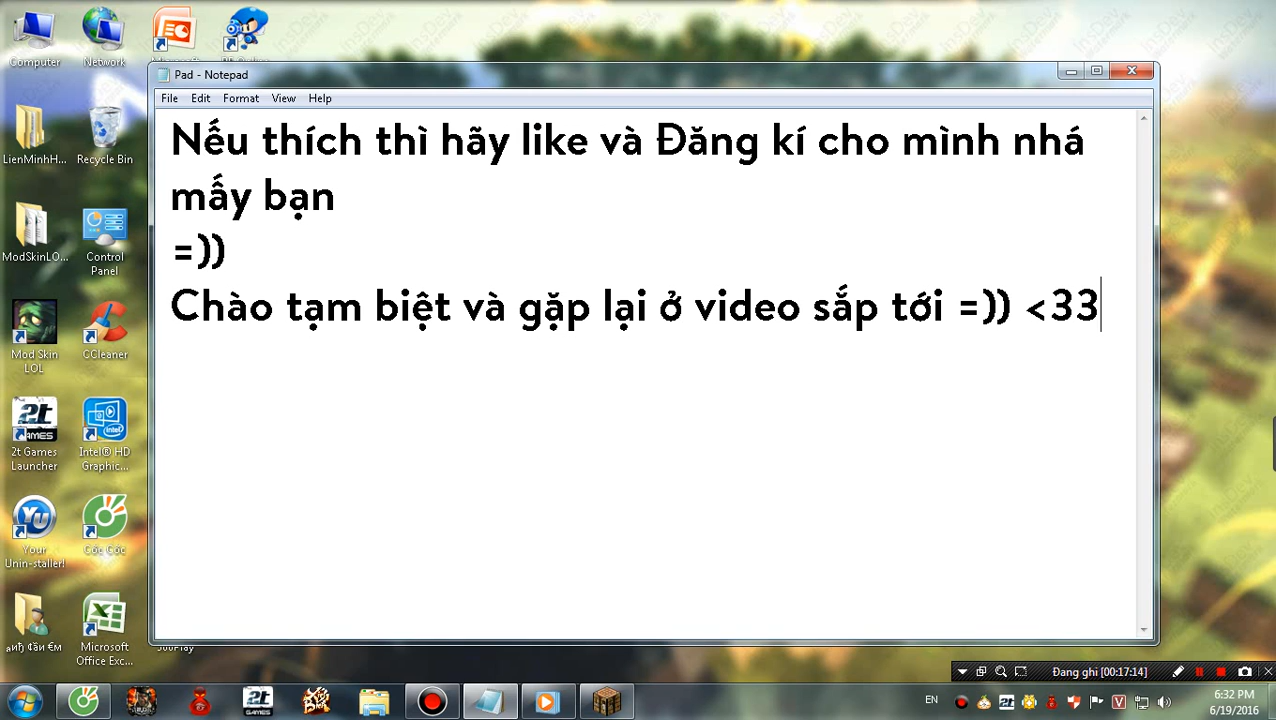 Computer
Network
Pad - Notepad
File Edit Format View Help
Nếu thích thì hãy like và Đăng kí cho mình nhá
mấy bạn
=))
Chào tạm biệt và gặp lại ở video sắp tới =)) <33
LienMinhH...
Recycle Bin
ModSkinLO...
Control
Panel
Mod Skin
LOL
CCleaner
2t Games
Launcher
Intel® HD
Graphic...
Your
Unin-staller!
Cốc Cốc
Microsoft
Office Exc...
Đang ghi [00:17:14]
2t
GAMES
EN
6:32 PM
6/19/2016